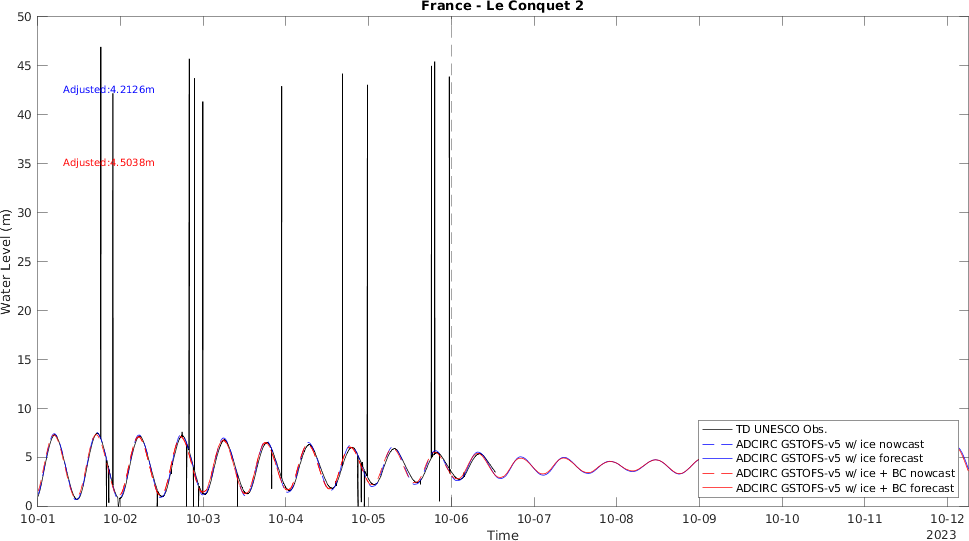 France - Le Conquet 2
50
45
40
35
30
25
20
15
10
5
0
Water Level (m)
Adjusted:4.2126m
Adjusted:4.5038m
TD UNESCO Obs.
ADCIRC GSTOFS-v5 w/ ice nowcast
ADCIRC GSTOFS-v5 w/ ice forecast
ADCIRC GSTOFS-v5 w/ ice + BC nowcast
ADCIRC GSTOFS-v5 w/ ice + BC forecast
10-01 10-02 10-03 10-04 10-05 10-06 10-07 10-08 10-09 10-10 10-11 10-12
2023
Time